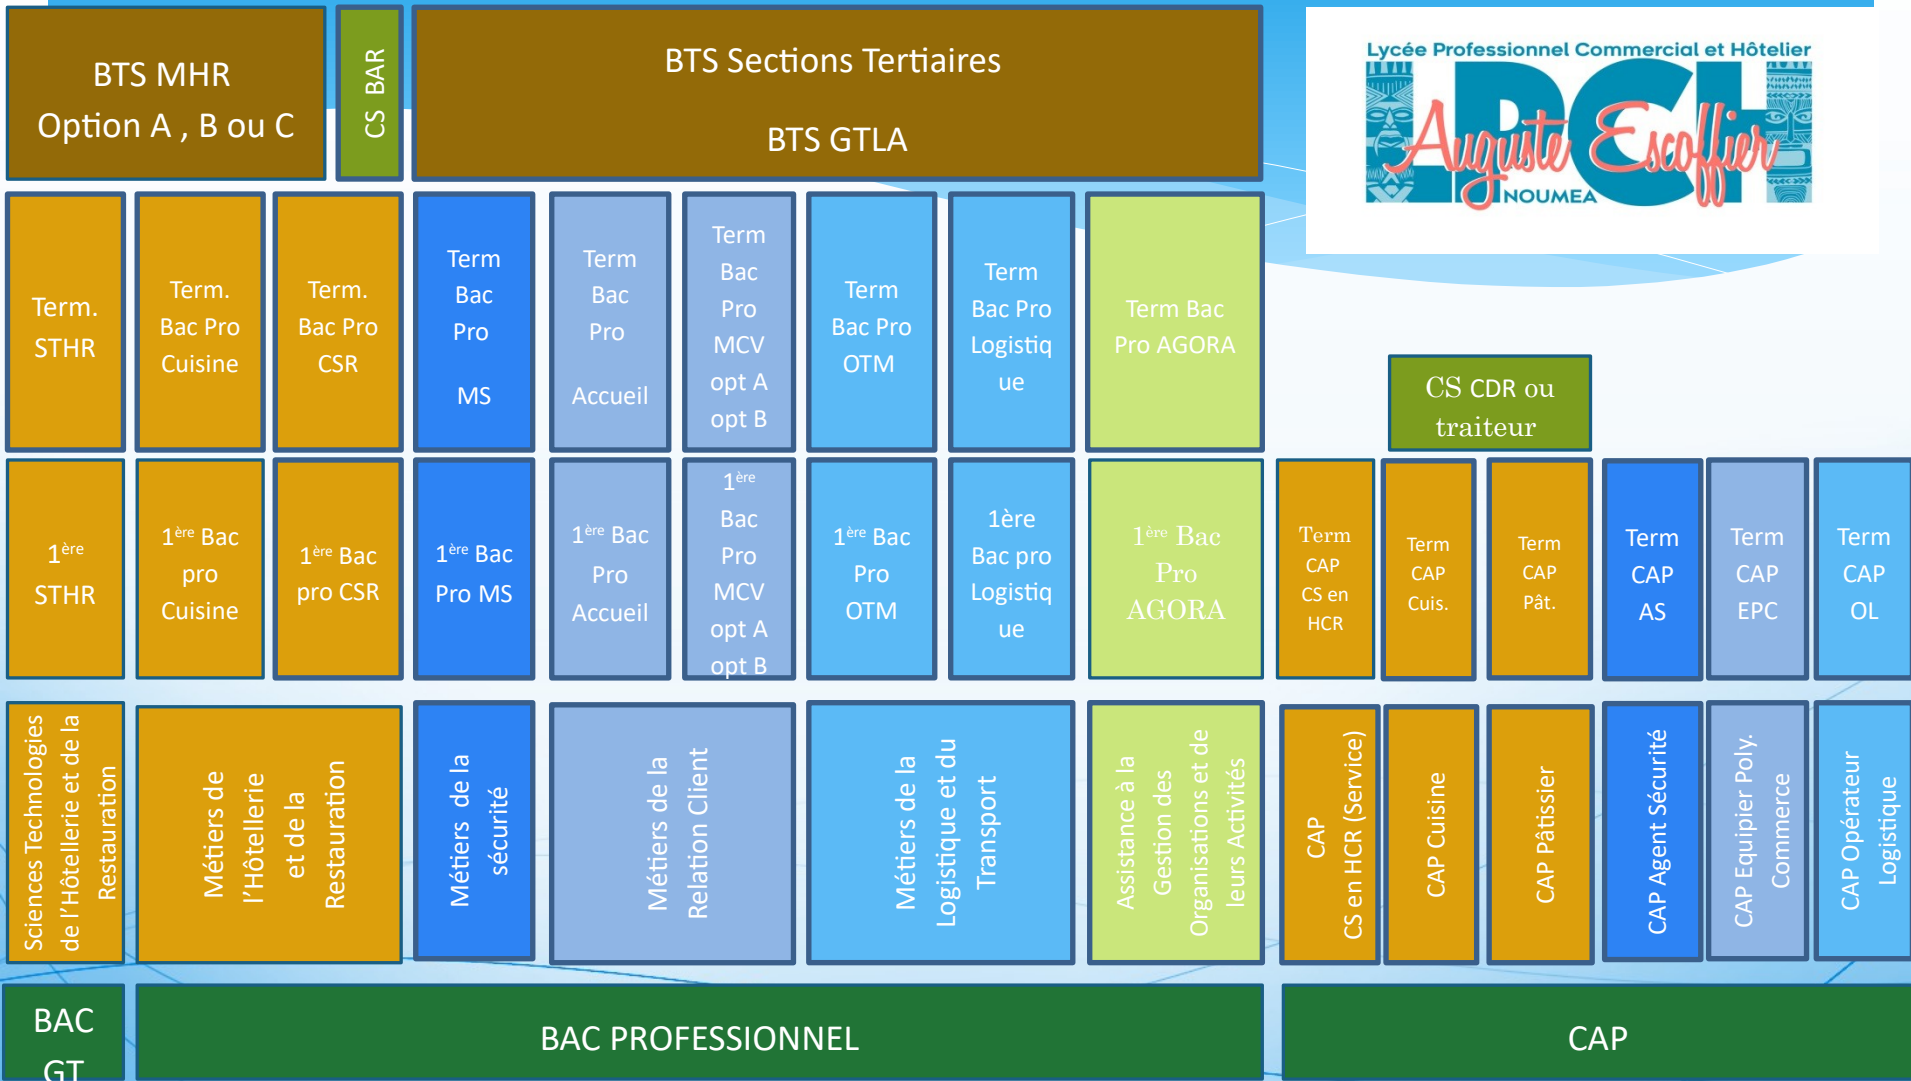 BTS MHR
Option A , B ou C
CS BAR
BTS Sections Tertiaires
BTS GTLA
Lycée Professionnel Commercial et Hôtelier
LPCH
Auguste Escoffier
NOUMEA
Term.
STHR
Term.
Bac Pro
Cuisine
Term.
Bac Pro
CSR
Term
Bac
Pro
MS
Term
Bac
Pro
Accueil
Term
Bac
Pro
MCV
opt A
opt B
Term
Bac Pro
OTM
Term
Bac Pro
Logistiq
ue
Term Bac
Pro AGORA
CS CDR ou
traiteur
1ère
STHR
1ère Bac
pro
Cuisine
1ère Bac
pro CSR
1ère Bac
Pro MS
1ère Bac
Pro
Accueil
1ère
Bac
Pro
MCV
opt A
opt B
1ère Bac
Pro
OTM
1ère
Bac pro
Logistiq
ue
1ère Bac
Pro
AGORA
Term
CAP
CS en
HCR
Term
CAP
Cuis.
Term
CAP
Pât.
Term
CAP
AS
Term
CAP
EPC
Term
CAP
OL
Sciences Technologies
de l'Hôtellerie et de la
Restauration
Métiers de
l'Hôtellerie
et de la
Restauration
Métiers de la
sécurité
Métiers de la
Relation Client
Métiers de la
Logistique et du
Transport
Assistance à la
Gestion des
Organisations et de
leurs Activités
CAP
CS en HCR (Service)
CAP Cuisine
CAP Pâtissier
CAP Agent Sécurité
CAP Equipier Poly.
Commerce
CAP Opérateur
Logistique
BAC
GT
BAC PROFESSIONNEL
CAP